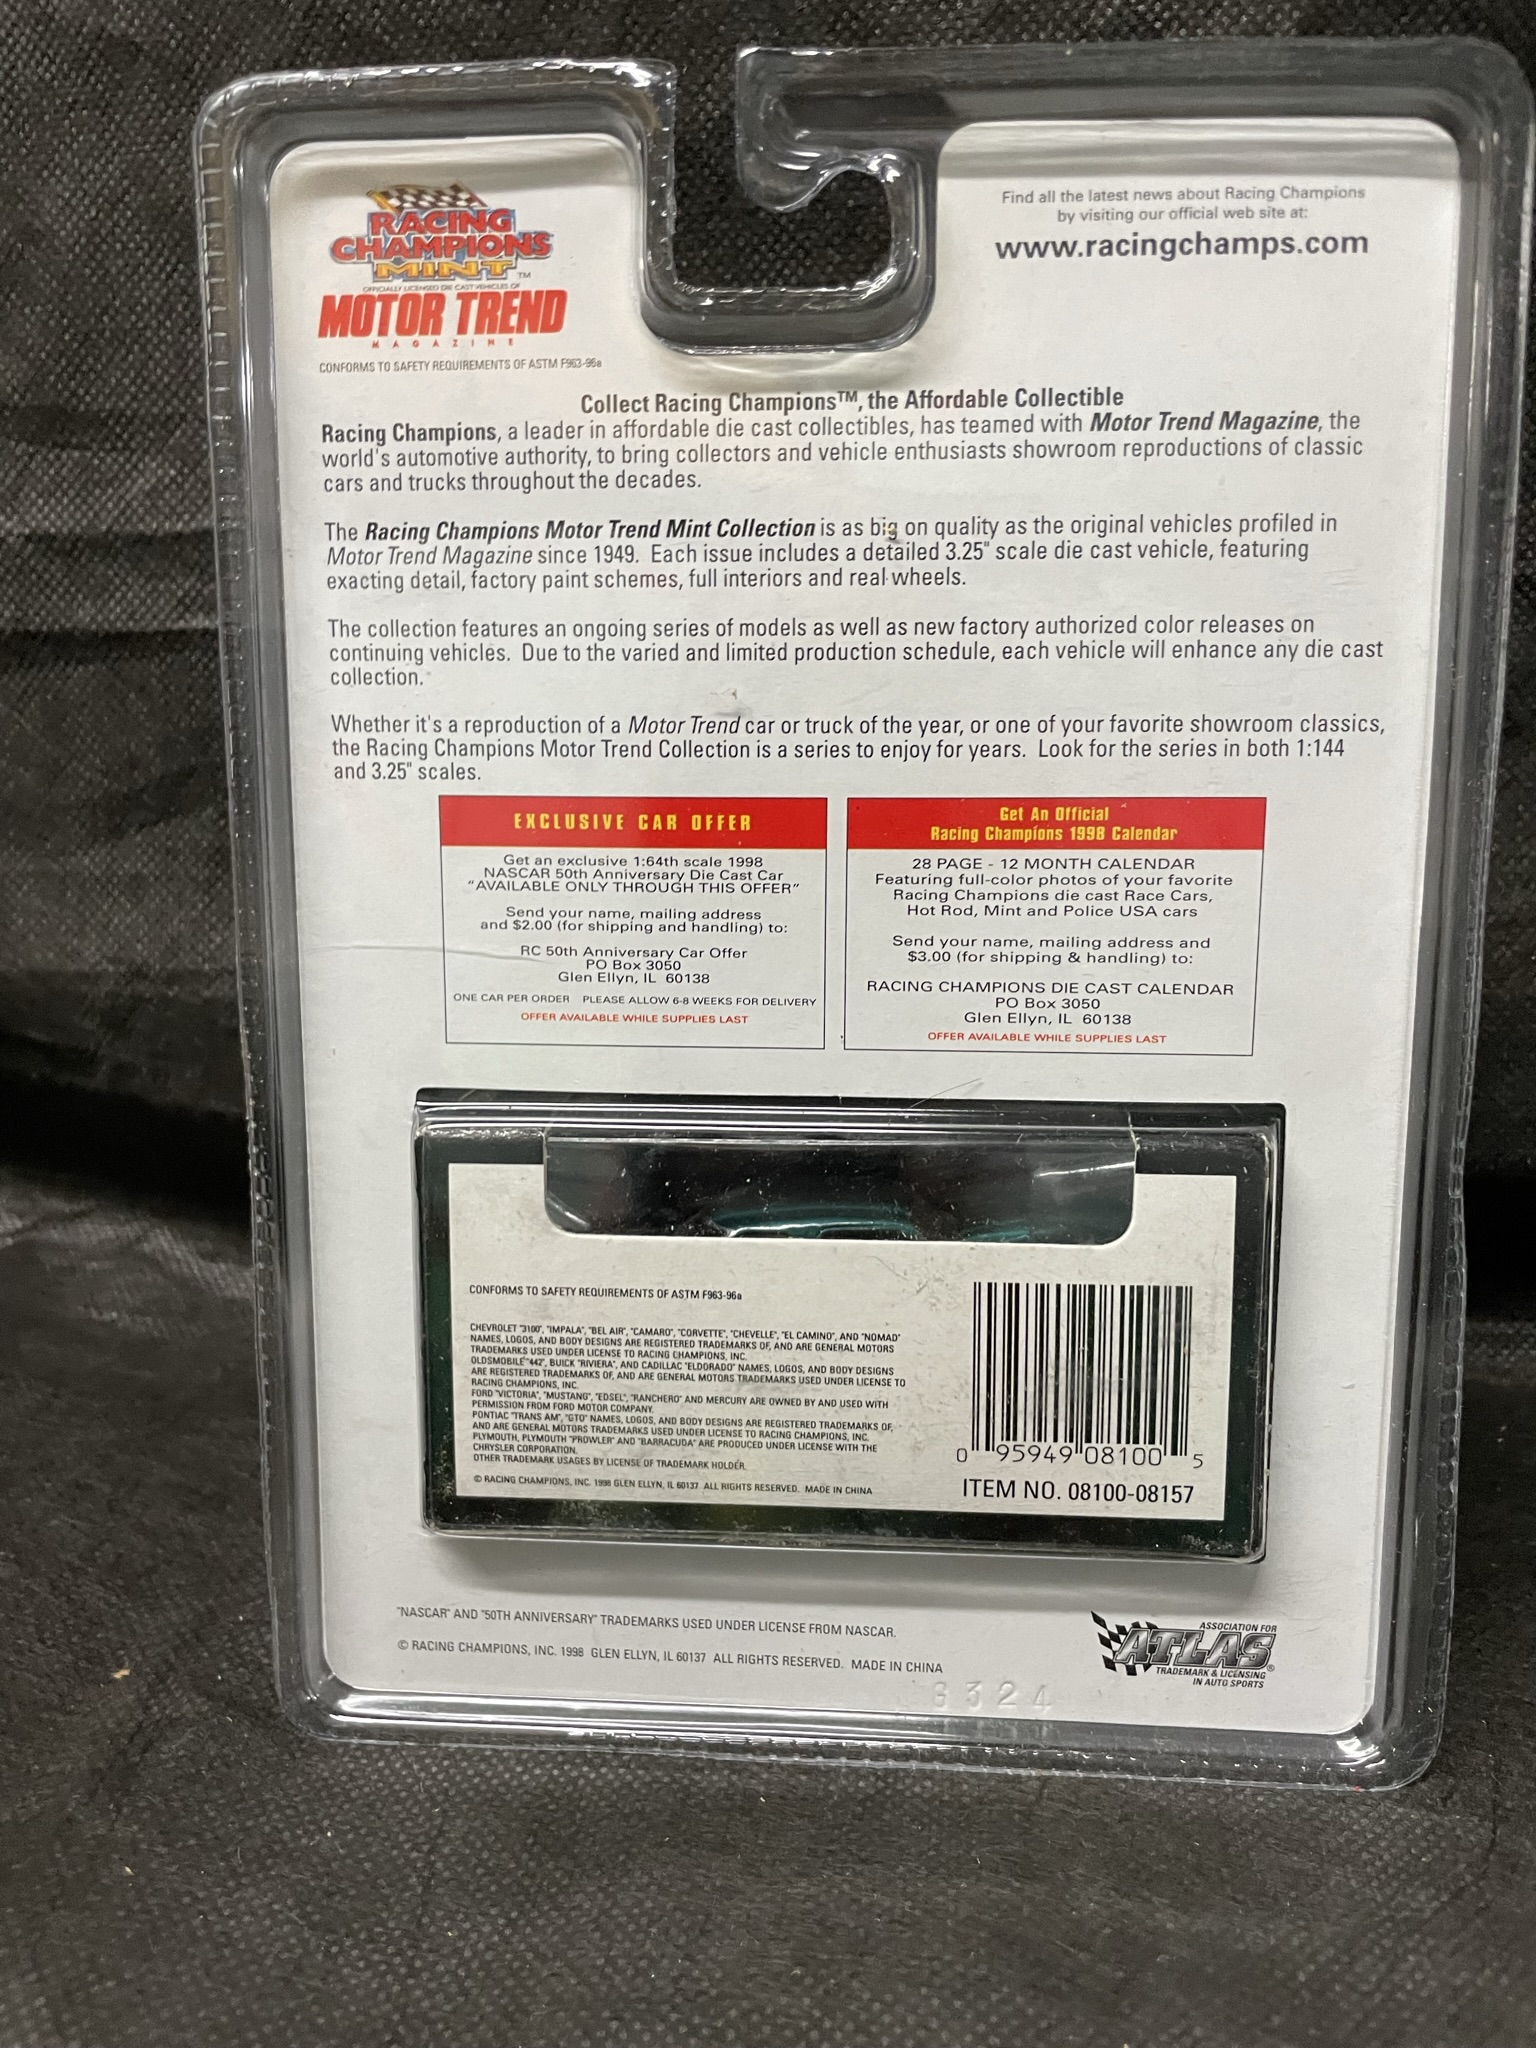 RACING
CHAMPIONS
MINT™
OFFICIALLY LICENSED DIE CAST VEHICLES OF
MOTOR TREND
MAGAZINE
CONFORMS TO SAFETY REQUIREMENTS OF ASTM F963-96a
Find all the latest news about Racing Champions
by visiting our official web site at:
www.racingchamps.com
Collect Racing Champions™, the Affordable Collectible
Racing Champions, a leader in affordable die cast collectibles, has teamed with Motor Trend Magazine, the
world's automotive authority, to bring collectors and vehicle enthusiasts showroom reproductions of classic
cars and trucks throughout the decades.
The Racing Champions Motor Trend Mint Collection is as big on quality as the original vehicles profiled in
Motor Trend Magazine since 1949. Each issue includes a detailed 3.25" scale die cast vehicle, featuring
exacting detail, factory paint schemes, full interiors and real wheels.
The collection features an ongoing series of models as well as new factory authorized color releases on
continuing vehicles. Due to the varied and limited production schedule, each vehicle will enhance any die cast
collection.
Whether it's a reproduction of a Motor Trend car or truck of the year, or one of your favorite showroom classics,
the Racing Champions Motor Trend Collection is a series to enjoy for years. Look for the series in both 1:144
and 3.25" scales.
EXCLUSIVE CAR OFFER
Get an exclusive 1:64th scale 1998
NASCAR 50th Anniversary Die Cast Car
"AVAILABLE ONLY THROUGH THIS OFFER"
Send your name, mailing address
and $2.00 (for shipping and handling) to:
RC 50th Anniversary Car Offer
PO Box 3050
Glen Ellyn, IL 60138
ONE CAR PER ORDER PLEASE ALLOW 6-8 WEEKS FOR DELIVERY
OFFER AVAILABLE WHILE SUPPLIES LAST
Get An Official
Racing Champions 1998 Calendar
28 PAGE - 12 MONTH CALENDAR
Featuring full-color photos of your favorite
Racing Champions die cast Race Cars,
Hot Rod, Mint and Police USA cars
Send your name, mailing address and
$3.00 (for shipping & handling) to:
RACING CHAMPIONS DIE CAST CALENDAR
PO Box 3050
Glen Ellyn, IL 60138
OFFER AVAILABLE WHILE SUPPLIES LAST
CONFORMS TO SAFETY REQUIREMENTS OF ASTM F963-96a
CHEVROLET "3100", "IMPALA", "BEL AIR", "CAMARO", "CORVETTE", "CHEVELLE", "EL CAMINO", AND "NOMAD"
NAMES, LOGOS, AND BODY DESIGNS ARE REGISTERED TRADEMARKS OF, AND ARE GENERAL MOTORS
TRADEMARKS USED UNDER LICENSE TO RACING CHAMPIONS, INC.
OLDSMOBILE "442", BUICK "RIVIERA", AND CADILLAC "ELDORADO" NAMES, LOGOS, AND BODY DESIGNS
ARE REGISTERED TRADEMARKS OF, AND ARE GENERAL MOTORS TRADEMARKS USED UNDER LICENSE TO
RACING CHAMPIONS, INC.
FORD "VICTORIA", "MUSTANG", "EDSEL", "RANCHERO" AND MERCURY ARE OWNED BY AND USED WITH
PERMISSION FROM FORD MOTOR COMPANY.
PONTIAC "TRANS AM", "GTO" NAMES, LOGOS, AND BODY DESIGNS ARE REGISTERED TRADEMARKS OF,
AND ARE GENERAL MOTORS TRADEMARKS USED UNDER LICENSE TO RACING CHAMPIONS, INC.
PLYMOUTH, PLYMOUTH "PROWLER" AND "BARRACUDA" ARE PRODUCED UNDER LICENSE WITH THE
CHRYSLER CORPORATION.
OTHER TRADEMARK USAGES BY LICENSE OF TRADEMARK HOLDER.
© RACING CHAMPIONS, INC. 1998 GLEN ELLYN, IL 60137 ALL RIGHTS RESERVED. MADE IN CHINA
0 95949 08100 5
ITEM NO. 08100-08157
"NASCAR" AND "50TH ANNIVERSARY" TRADEMARKS USED UNDER LICENSE FROM NASCAR.
© RACING CHAMPIONS, INC. 1998 GLEN ELLYN, IL 60137 ALL RIGHTS RESERVED. MADE IN CHINA
ASSOCIATION FOR
ATLAS®
TRADEMARK & LICENSING
IN AUTO SPORTS
8324